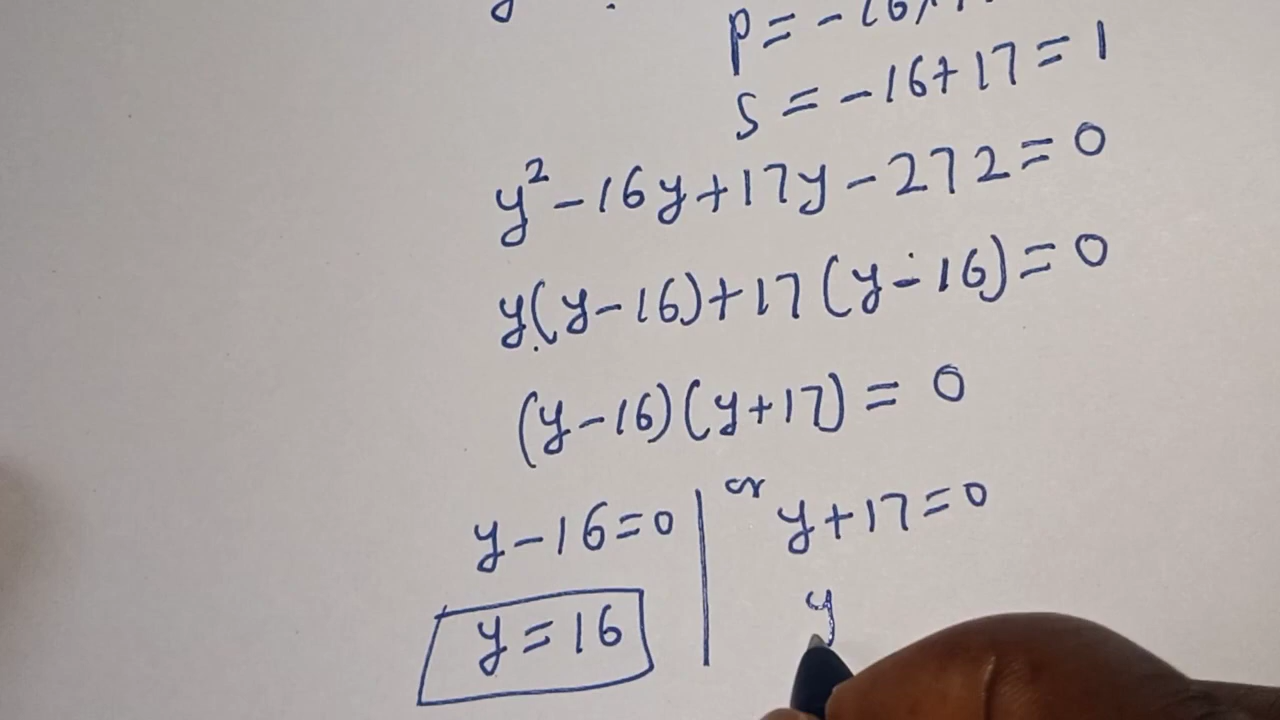 P = -16
S = -16+17 = 1
y² - 16y + 17y - 272 = 0
y(y-16) + 17(y-16) = 0
(y-16)(y+17) = 0
y-16=0 | or y+17=0
y = 16 | y